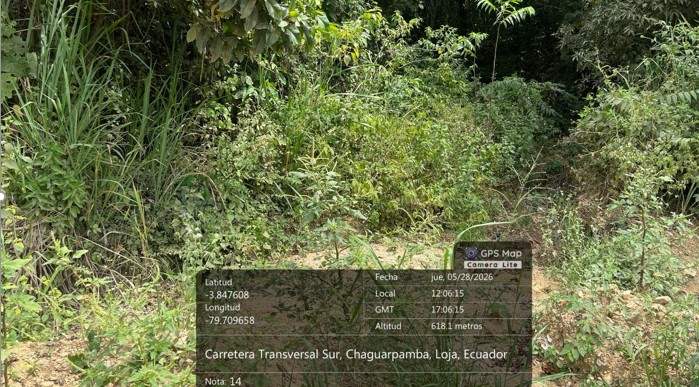 GPS Map
Camera Lite
Latitud
-3.847608
Longitud
-79.709658
Fecha jue, 05/28/2026
Local 12:06:15
GMT 17:06:15
Altitud 618.1 metros
Carretera Transversal Sur, Chaguarpamba, Loja, Ecuador
Nota: 14